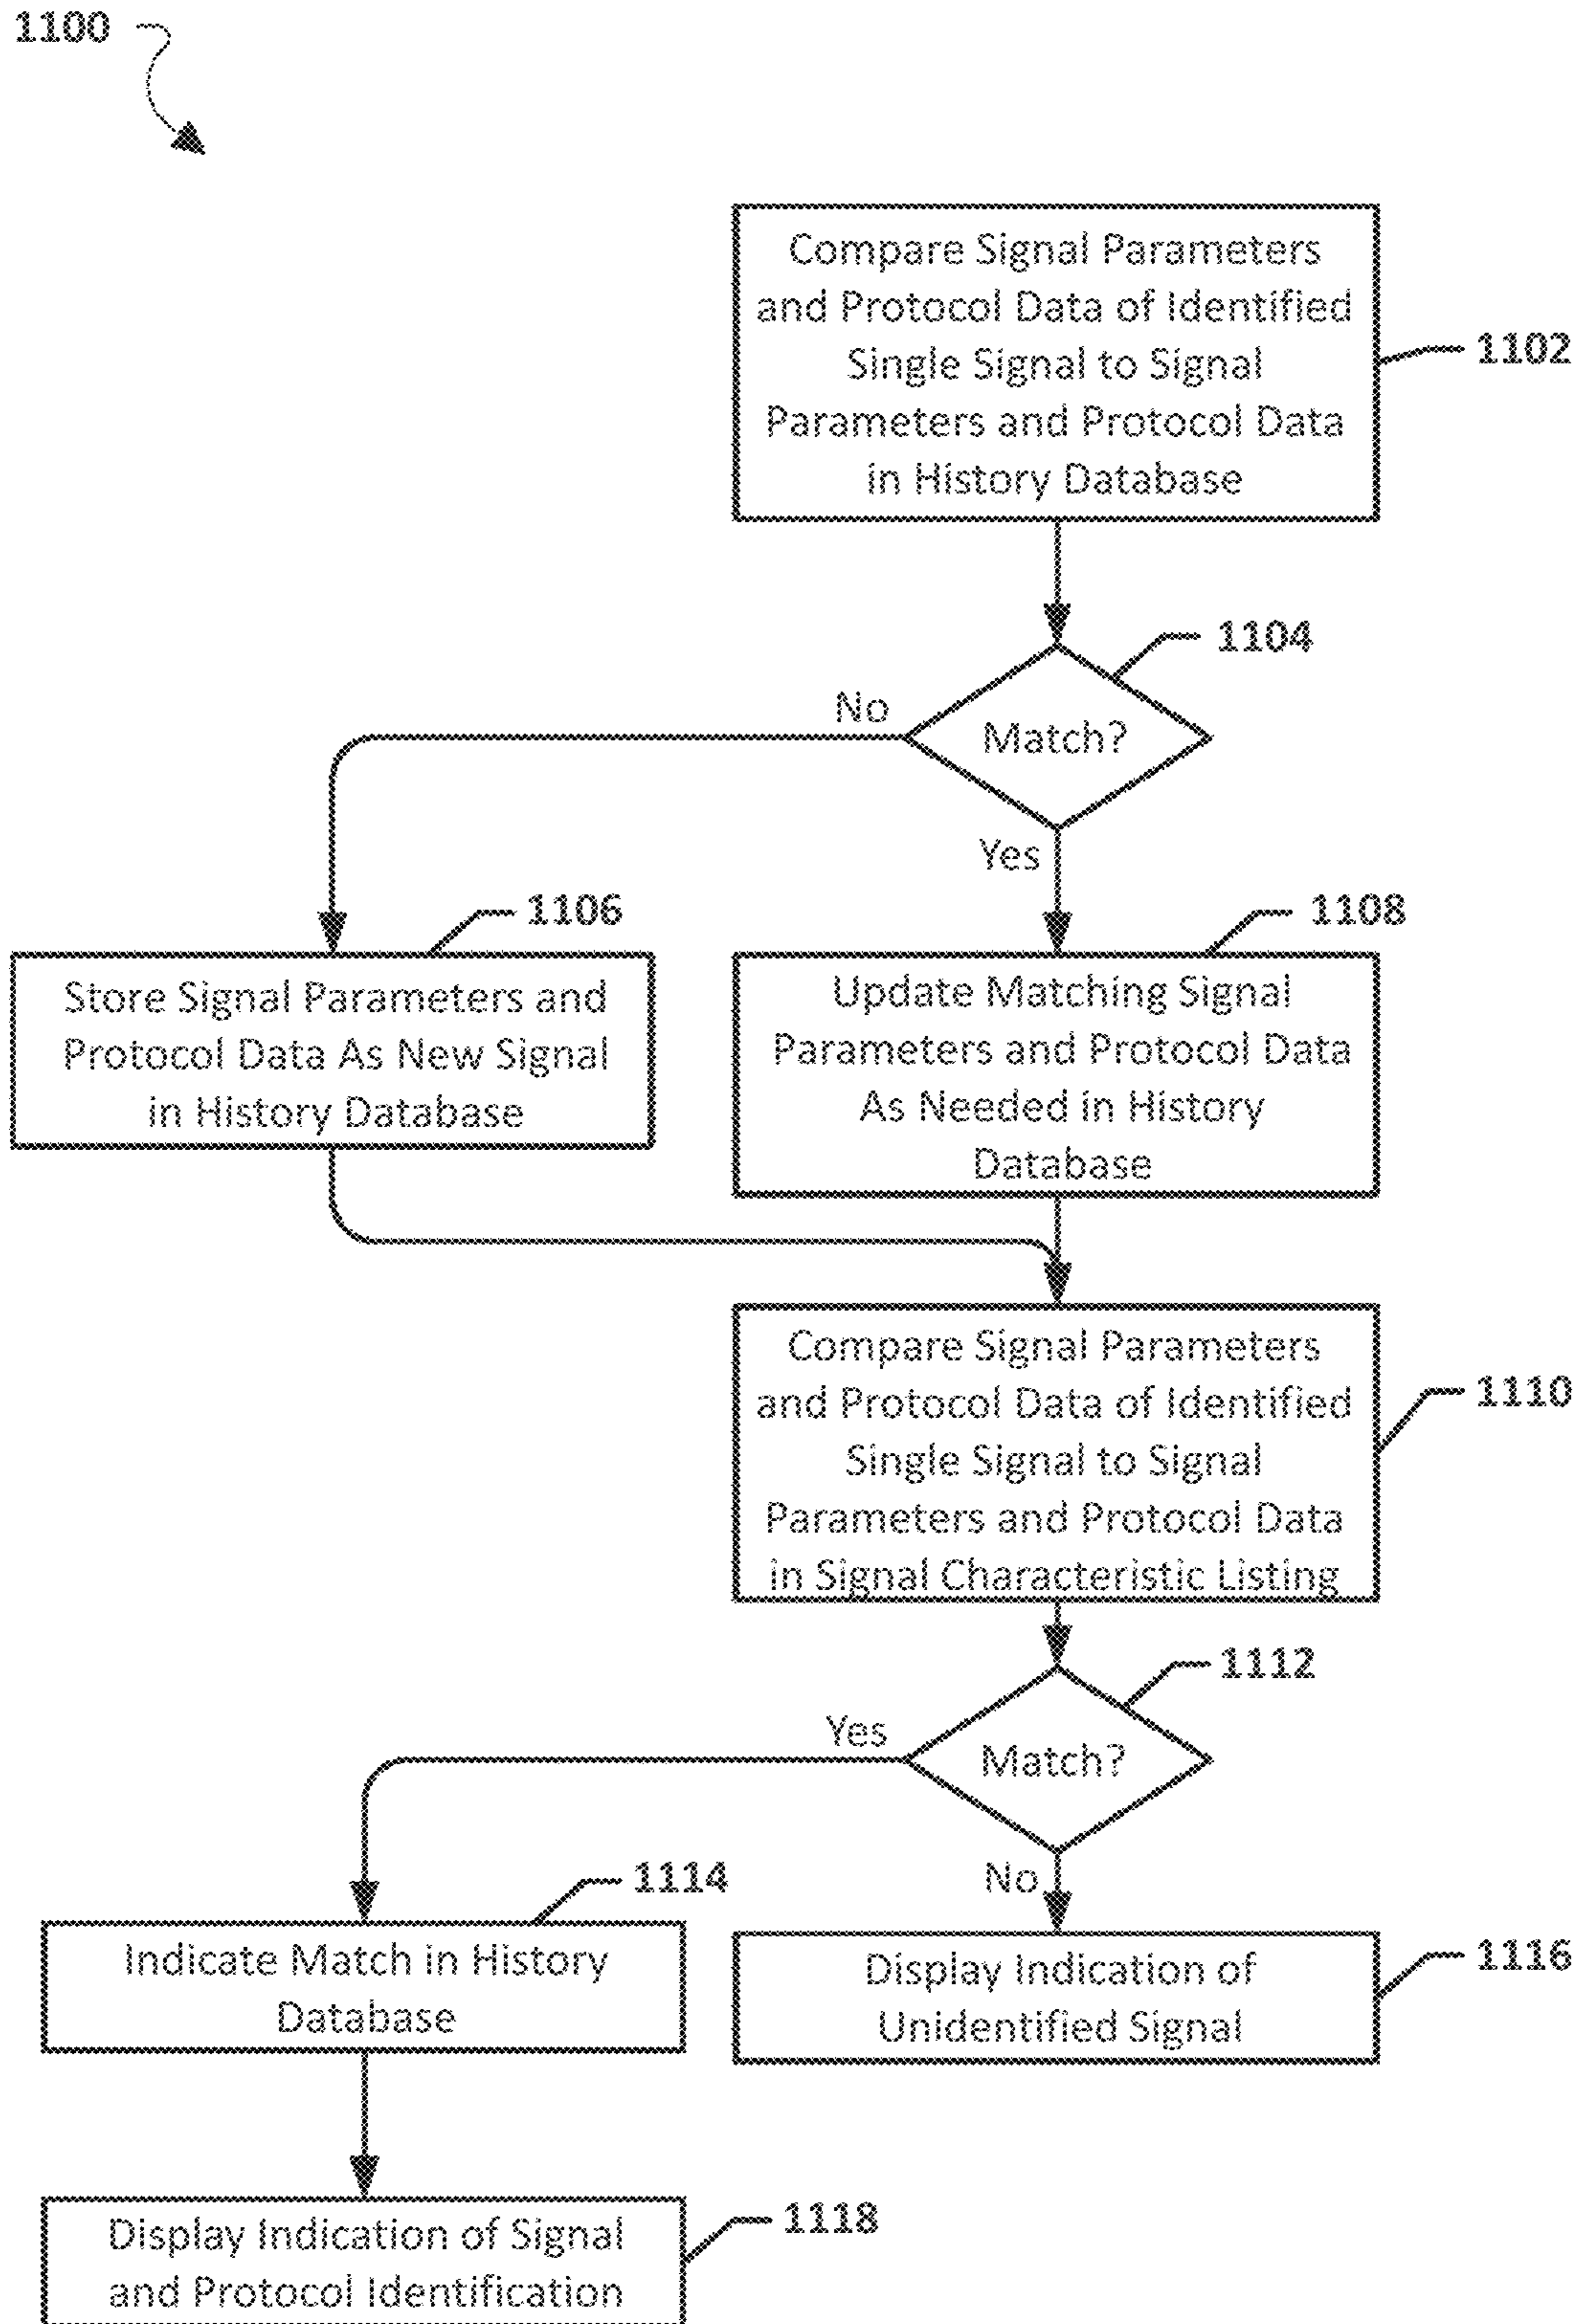 1100
Compare Signal Parameters
and Protocol Data of Identified
Single Signal to Signal
Parameters and Protocol Data
in History Database
1102
1104
Match?
No
Yes
1106
Store Signal Parameters and
Protocol Data As New Signal
in History Database
1108
Update Matching Signal
Parameters and Protocol Data
As Needed in History
Database
Compare Signal Parameters
and Protocol Data of Identified
Single Signal to Signal
Parameters and Protocol Data
in Signal Characteristic Listing
1110
1112
Match?
Yes
No
1114
Indicate Match in History
Database
Display Indication of
Unidentified Signal
1116
Display Indication of Signal
and Protocol Identification
1118